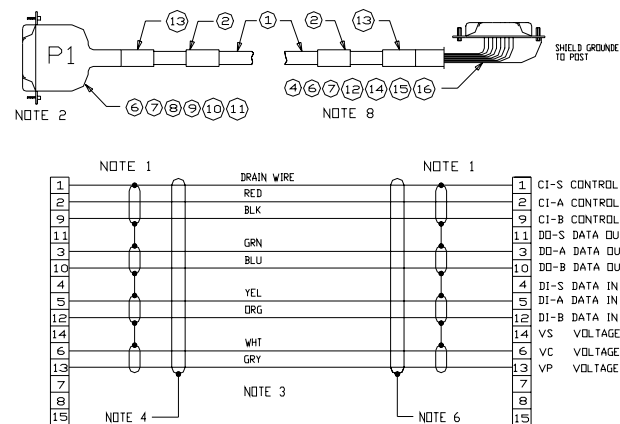 13 2 1 2 13
P1
SHIELD GROUNDE
TO POST
6 7 8 9 10 11
4 6 7 12 14 15 16
NOTE 2
NOTE 8
NOTE 1 NOTE 1
1 DRAIN WIRE 1 CI-S CONTROL
2 RED 2 CI-A CONTROL
9 BLK 9 CI-B CONTROL
11 11 DO-S DATA OU
3 GRN 3 DO-A DATA OU
10 BLU 10 DO-B DATA OU
4 4 DI-S DATA IN
5 YEL 5 DI-A DATA IN
12 ORG 12 DI-B DATA IN
14 14 VS VOLTAGE
6 WHT 6 VC VOLTAGE
13 GRY 13 VP VOLTAGE
7 7
8 NOTE 3 8
15 NOTE 4 NOTE 6 15